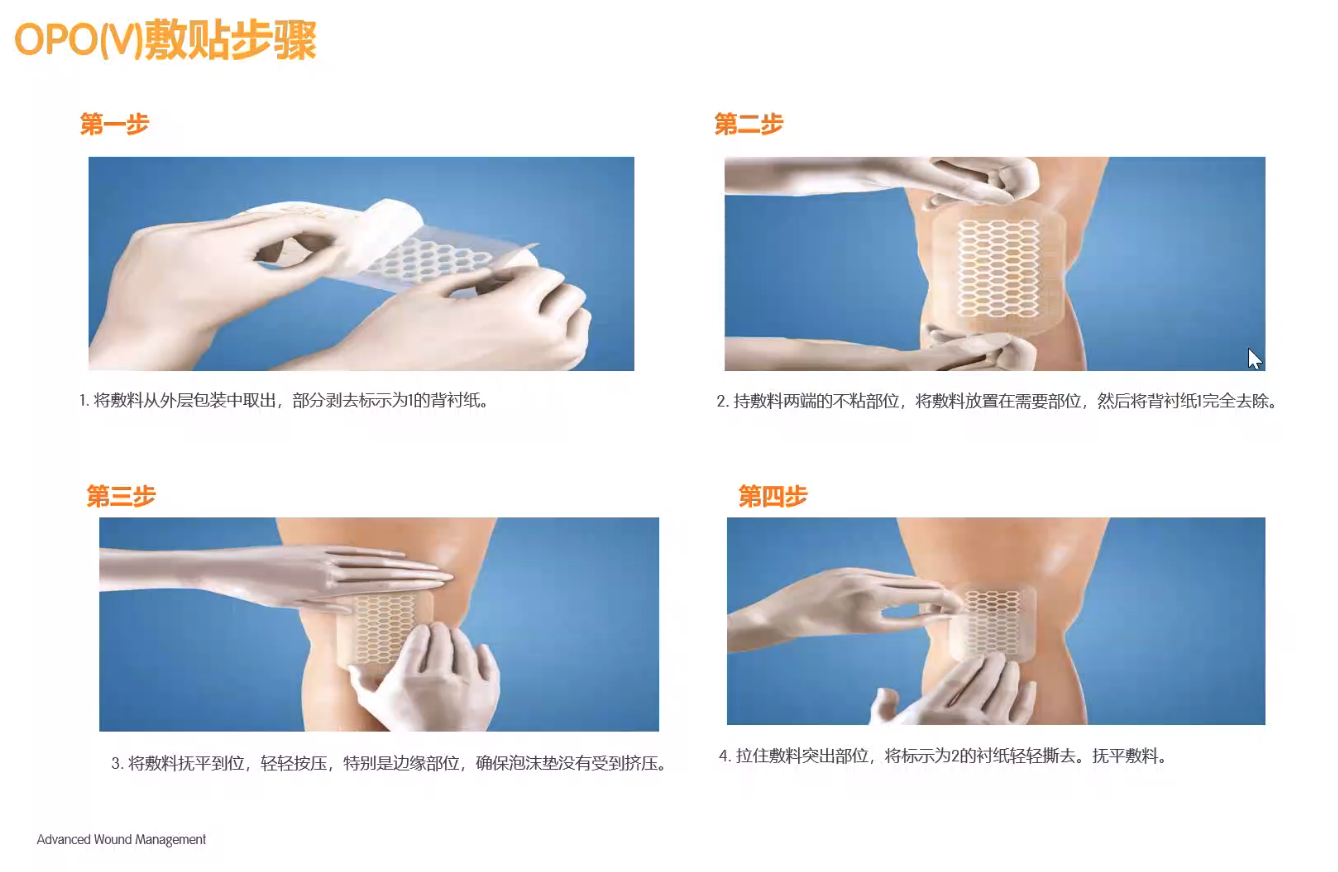 OPO(V)敷贴步骤
第一步
1. 将敷料从外层包装中取出，部分剥去标示为1的背衬纸。
第二步
2. 持敷料两端的不粘部位，将敷料放置在需要部位，然后将背衬纸1完全去除。
第三步
3. 将敷料抚平到位，轻轻按压，特别是边缘部位，确保泡沫垫没有受到挤压。
第四步
4. 拉住敷料突出部位，将标示为2的衬纸轻轻撕去。抚平敷料。
Advanced Wound Management